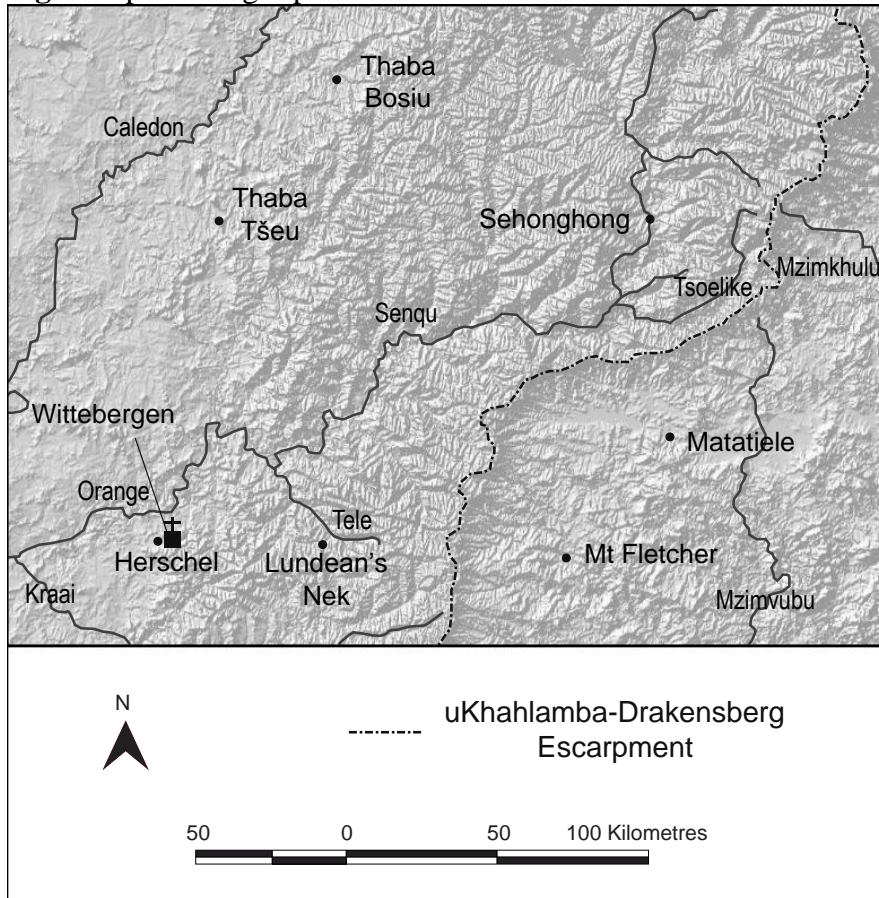 Thaba
Bosiu
Caledon
Thaba
Tšeu
Sehonghong
Mzimkhulu
Tsoelike
Senqu
Wittebergen
Matatiele
Orange
Tele
Herschel
Lundean's
Nek
Mt Fletcher
Kraai
Mzimvubu
N
uKhahlamba-Drakensberg
Escarpment
50 0 50 100 Kilometres